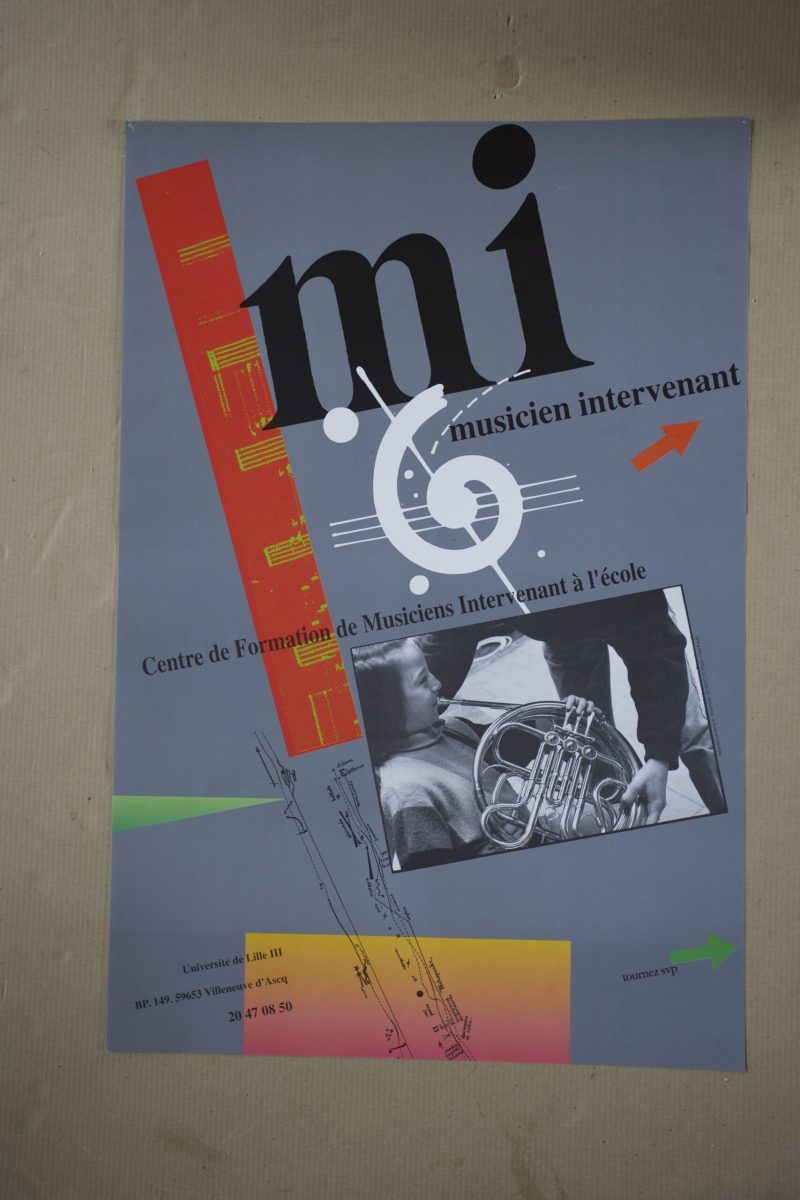 mi
musicien intervenant
Centre de Formation de Musiciens Intervenant à l'école
Université de Lille III
BP. 149. 59653 Villeneuve d'Ascq
20 47 08 50
tournez svp